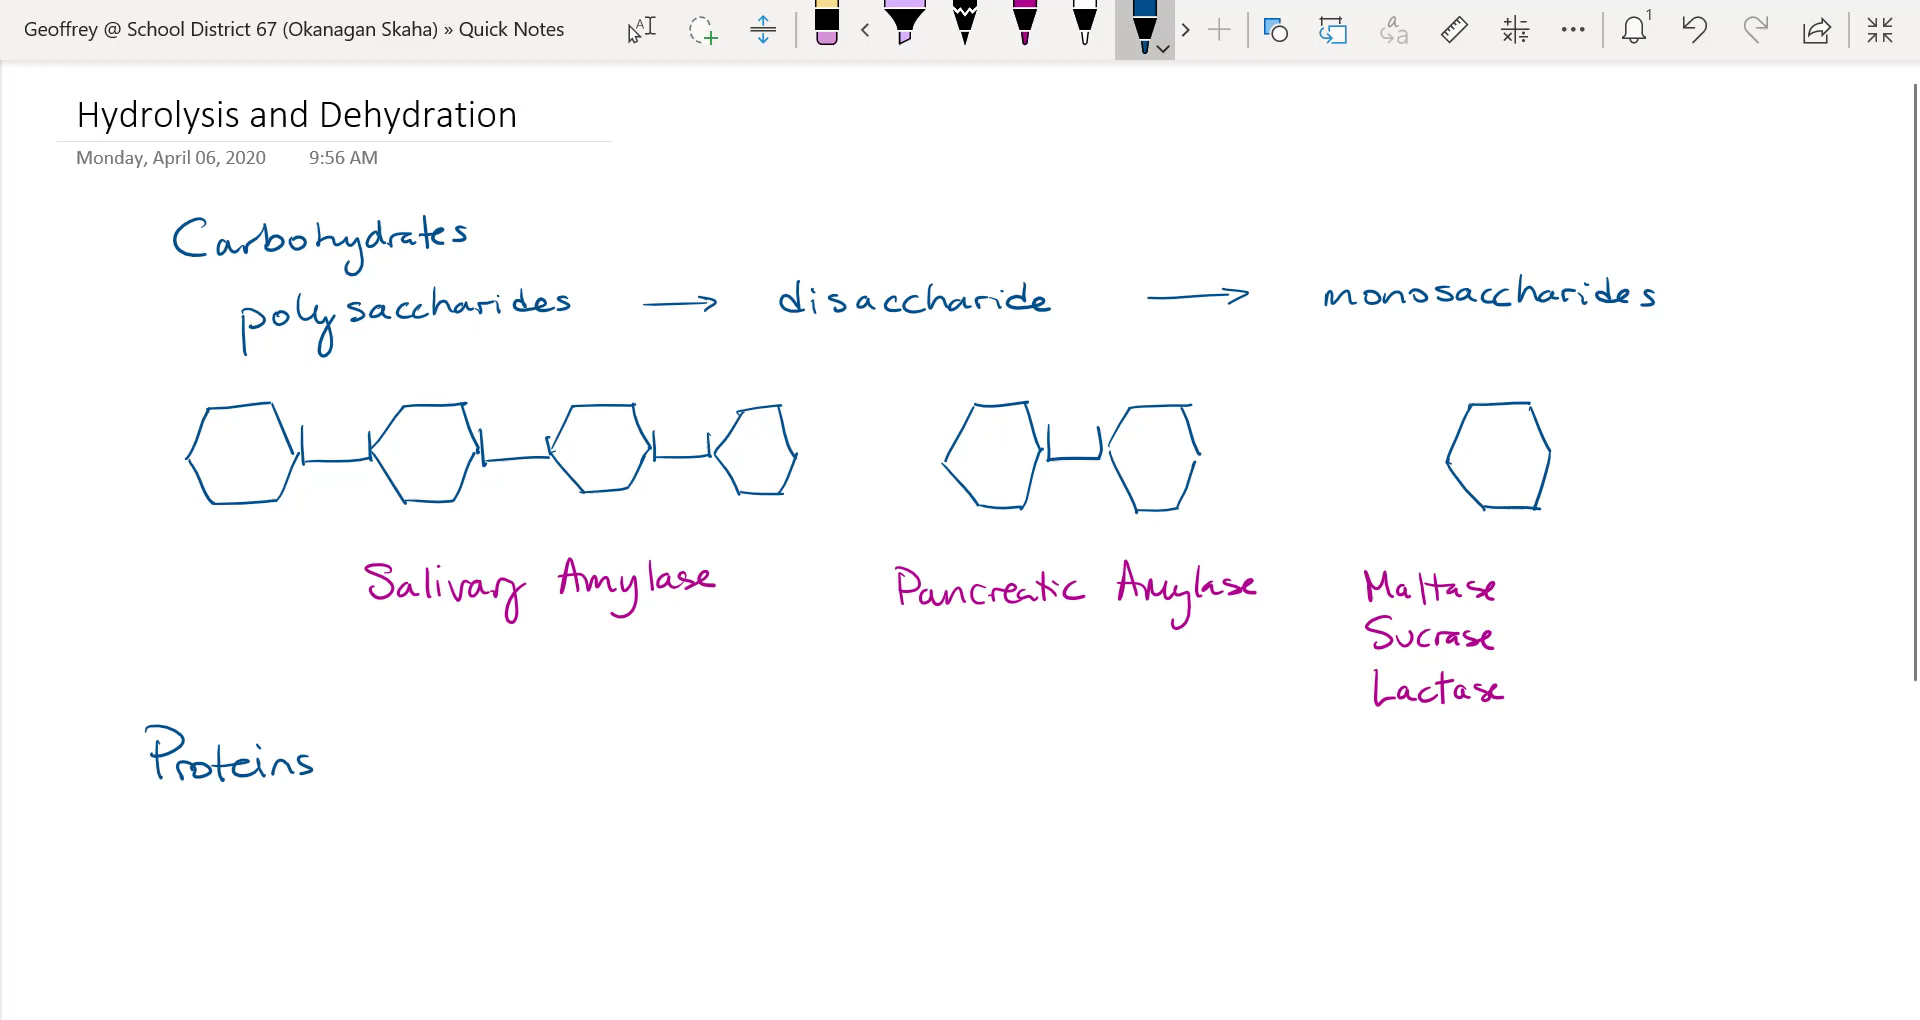 Geoffrey @ School District 67 (Okanagan Skaha) » Quick Notes
1
Hydrolysis and Dehydration
Monday, April 06, 2020 9:56 AM
Carbohydrates
polysaccharides → disaccharide → monosaccharides
Salivary Amylase Pancreatic Amylase Maltase
Sucrase
Lactase
Proteins